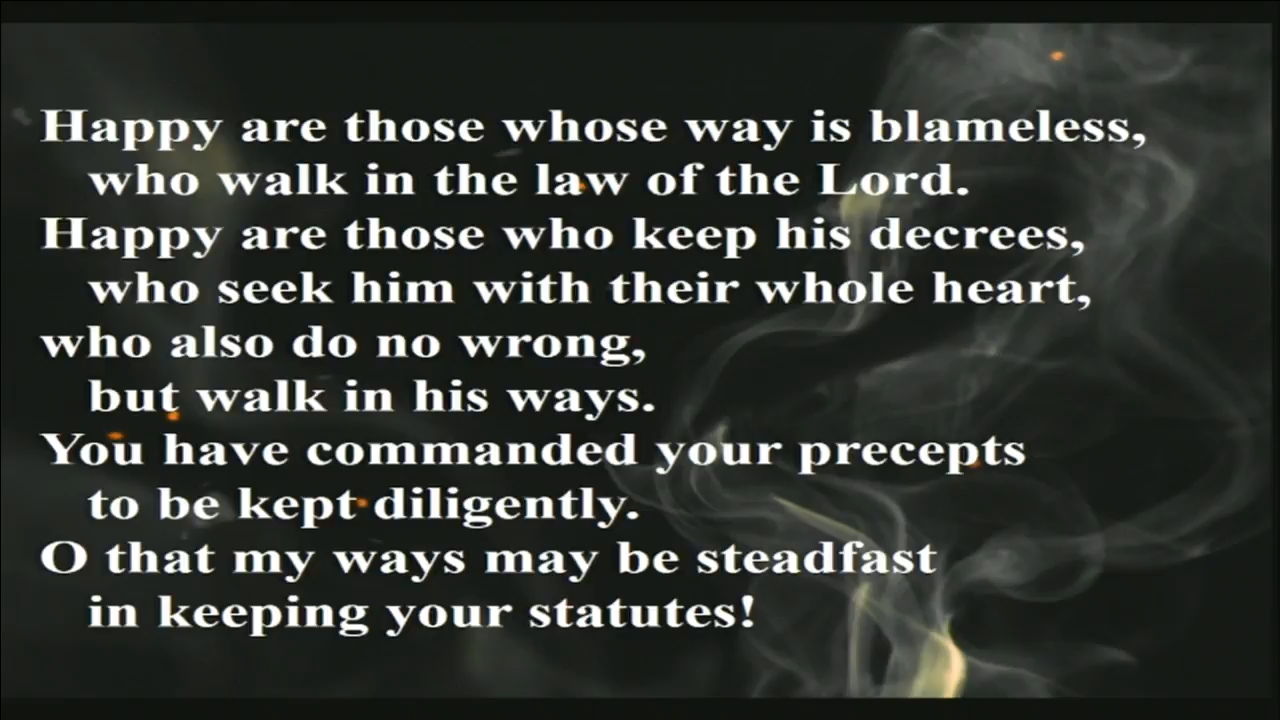 Happy are those whose way is blameless,
who walk in the law of the Lord.
Happy are those who keep his decrees,
who seek him with their whole heart,
who also do no wrong,
but walk in his ways.
You have commanded your precepts
to be kept diligently.
O that my ways may be steadfast
in keeping your statutes!